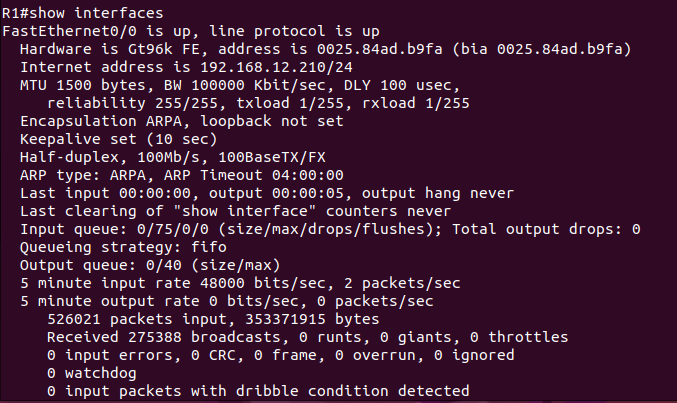 R1#show interfaces
FastEthernet0/0 is up, line protocol is up
Hardware is Gt96k FE, address is 0025.84ad.b9fa (bia 0025.84ad.b9fa)
Internet address is 192.168.12.210/24
MTU 1500 bytes, BW 100000 Kbit/sec, DLY 100 usec,
reliability 255/255, txload 1/255, rxload 1/255
Encapsulation ARPA, loopback not set
Keepalive set (10 sec)
Half-duplex, 100Mb/s, 100BaseTX/FX
ARP type: ARPA, ARP Timeout 04:00:00
Last input 00:00:00, output 00:00:05, output hang never
Last clearing of "show interface" counters never
Input queue: 0/75/0/0 (size/max/drops/flushes); Total output drops: 0
Queueing strategy: fifo
Output queue: 0/40 (size/max)
5 minute input rate 48000 bits/sec, 2 packets/sec
5 minute output rate 0 bits/sec, 0 packets/sec
526021 packets input, 353371915 bytes
Received 275388 broadcasts, 0 runts, 0 giants, 0 throttles
0 input errors, 0 CRC, 0 frame, 0 overrun, 0 ignored
0 watchdog
0 input packets with dribble condition detected